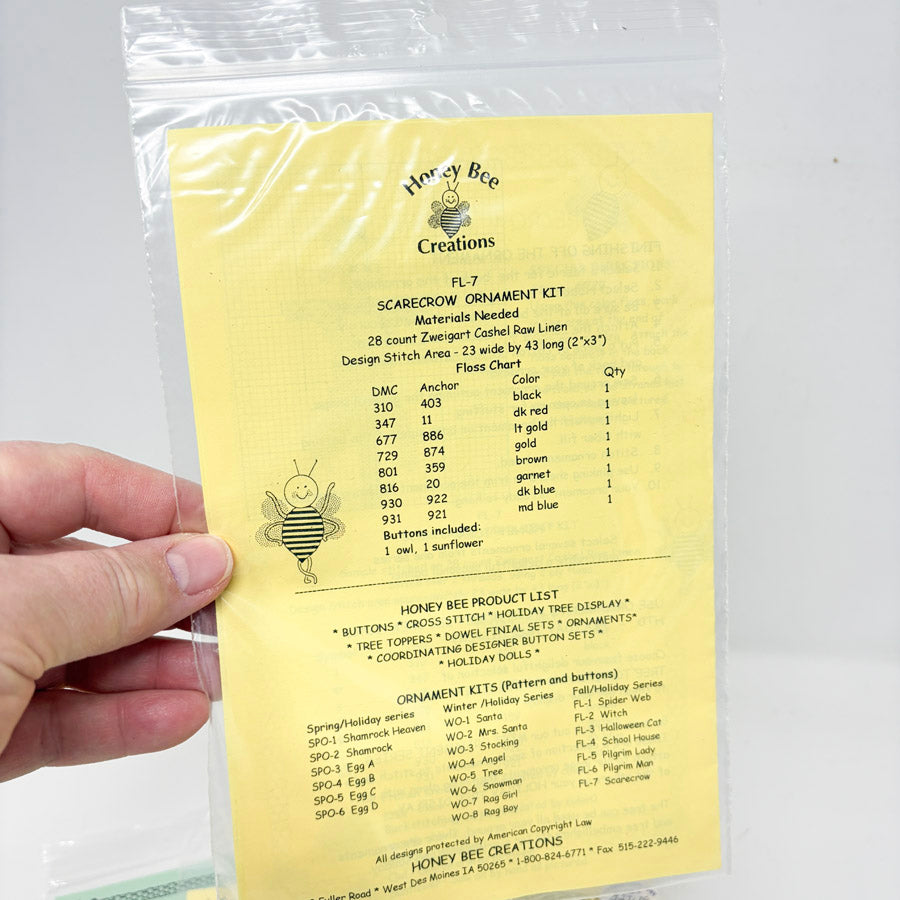 Honey Bee
Creations
FL-7
SCARECROW ORNAMENT KIT
Materials Needed
28 count Zweigart Cashel Raw Linen
Design Stitch Area - 23 wide by 43 long (2"x3")
Floss Chart
DMC Anchor Color Qty
310 403 black 1
347 11 dk red 1
677 886 lt gold 1
729 874 gold 1
801 359 brown 1
816 20 garnet 1
930 922 dk blue 1
931 921 md blue 1
Buttons included:
1 owl, 1 sunflower
HONEY BEE PRODUCT LIST
* BUTTONS * CROSS STITCH * HOLIDAY TREE DISPLAY *
* TREE TOPPERS * DOWEL FINIAL SETS * ORNAMENTS*
* COORDINATING DESIGNER BUTTON SETS *
* HOLIDAY DOLLS *
ORNAMENT KITS (Pattern and buttons)
Spring/Holiday series Winter /Holiday Series Fall/Holiday Series
SPO-1 Shamrock Heaven WO-1 Santa FL-1 Spider Web
SPO-2 Shamrock WO-2 Mrs. Santa FL-2 Witch
SPO-3 Egg A WO-3 Stocking FL-3 Halloween Cat
SPO-4 Egg B WO-4 Angel FL-4 School House
SPO-5 Egg C WO-5 Tree FL-5 Pilgrim Lady
SPO-6 Egg D WO-6 Snowman FL-6 Pilgrim Man
WO-7 Rag Girl FL-7 Scarecrow
WO-8 Rag Boy
All designs protected by American Copyright Law
HONEY BEE CREATIONS
Fuller Road * West Des Moines IA 50265 * 1-800-824-6771 * Fax 515-222-9446